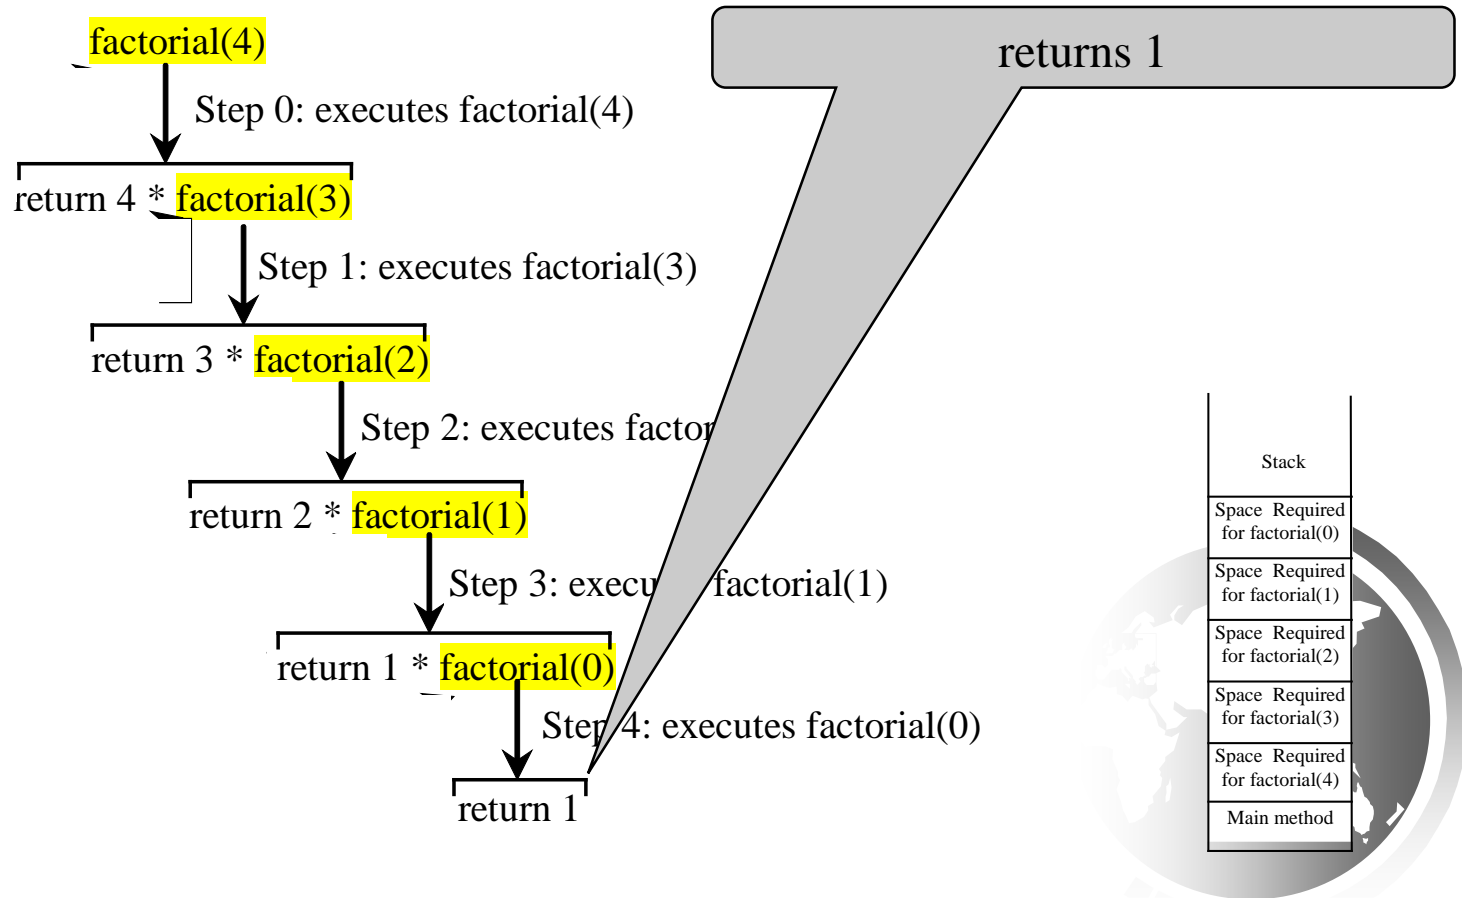 factorial(4)
returns 1
Step 0: executes factorial(4)
return 4 * factorial(3)
Step 1: executes factorial(3)
return 3 * factorial(2)
Step 2: executes factor
return 2 * factorial(1)
Step 3: execu factorial(1)
return 1 * factorial(0)
Step 4: executes factorial(0)
return 1
Stack
Space Required
for factorial(0)
Space Required
for factorial(1)
Space Required
for factorial(2)
Space Required
for factorial(3)
Space Required
for factorial(4)
Main method